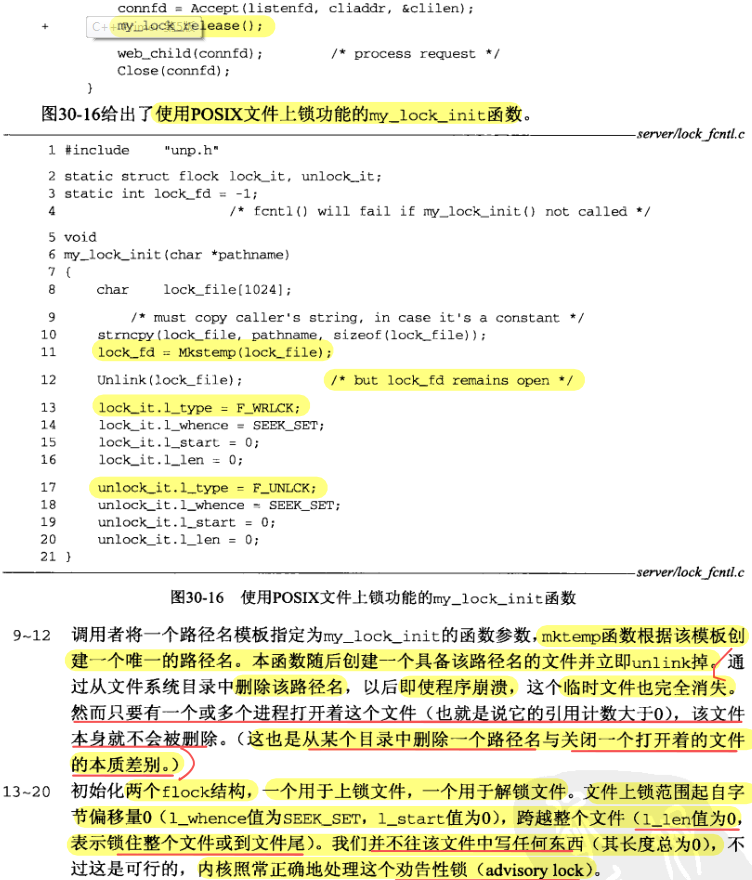 connfd = Accept(listenfd, cliaddr, &clilen);
+ my_lock_release();
web_child(connfd); /* process request */
Close(connfd);
}
图30-16给出了使用POSIX文件上锁功能的my_lock_init函数。
server/lock_fcntl.c
1 #include "unp.h"
2 static struct flock lock_it, unlock_it;
3 static int lock_fd = -1;
4 /* fcntl() will fail if my_lock_init() not called */
5 void
6 my_lock_init(char *pathname)
7 {
8 char lock_file[1024];
9 /* must copy caller's string, in case it's a constant */
10 strncpy(lock_file, pathname, sizeof(lock_file));
11 lock_fd = Mkstemp(lock_file);
12 Unlink(lock_file); /* but lock_fd remains open */
13 lock_it.l_type = F_WRLCK;
14 lock_it.l_whence = SEEK_SET;
15 lock_it.l_start = 0;
16 lock_it.l_len = 0;
17 unlock_it.l_type = F_UNLCK;
18 unlock_it.l_whence = SEEK_SET;
19 unlock_it.l_start = 0;
20 unlock_it.l_len = 0;
21 }
server/lock_fcntl.c
图30-16 使用POSIX文件上锁功能的my_lock_init函数
9~12 调用者将一个路径名模板指定为my_lock_init的函数参数,mktemp函数根据该模板创
建一个唯一的路径名。本函数随后创建一个具备该路径名的文件并立即unlink掉。通
过从文件系统目录中删除该路径名，以后即使程序崩溃，这个临时文件也完全消失。
然而只要有一个或多个进程打开着这个文件（也就是说它的引用计数大于0），该文件
本身就不会被删除。（这也是从某个目录中删除一个路径名与关闭一个打开着的文件
的本质差别。）
13~20 初始化两个flock结构，一个用于上锁文件，一个用于解锁文件。文件上锁范围起自字
节偏移量0（l_whence值为SEEK_SET，l_start值为0），跨越整个文件（l_len值为0，
表示锁住整个文件或到文件尾）。我们并不往该文件中写任何东西（其长度总为0），不
过这是可行的，内核照常正确地处理这个劝告性锁（advisory lock）。